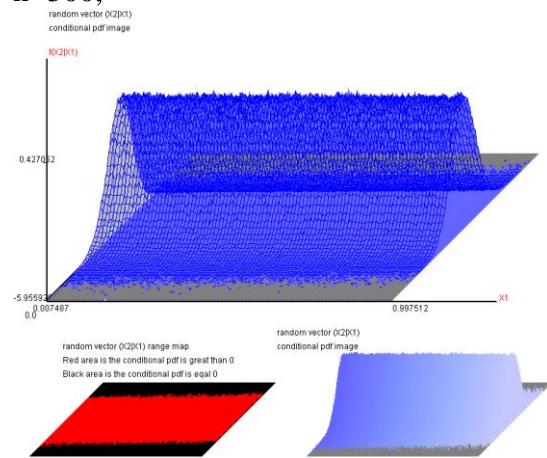 random vector (X2|X1)
conditional pdf image
f(X2|X1)
0.427052
-5.95592
0.007487
0.0
0.997512
X1
random vector (X2|X1) range map
Red area is the conditional pdf is great than 0
Black area is the conditional pdf is eqal 0
random vector (X2|X1)
conditional pdf image